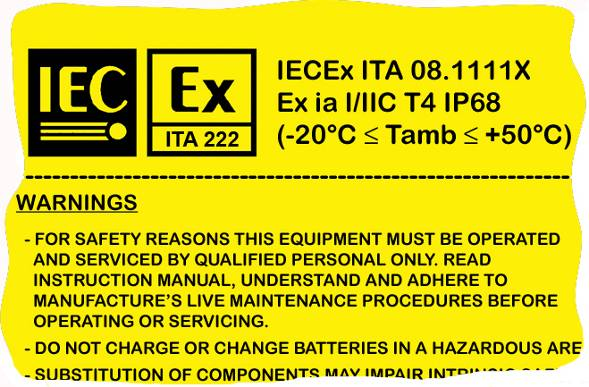 IEC
Ex
ITA 222
IECEx ITA 08.1111X
Ex ia I/IIC T4 IP68
(-20°C ≤ Tamb ≤ +50°C)
WARNINGS
- FOR SAFETY REASONS THIS EQUIPMENT MUST BE OPERATED
AND SERVICED BY QUALIFIED PERSONAL ONLY. READ
INSTRUCTION MANUAL, UNDERSTAND AND ADHERE TO
MANUFACTURE'S LIVE MAINTENANCE PROCEDURES BEFORE
OPERATING OR SERVICING.
- DO NOT CHARGE OR CHANGE BATTERIES IN A HAZARDOUS ARE
- SUBSTITUTION OF COMPONENTS MAY IMPAIR